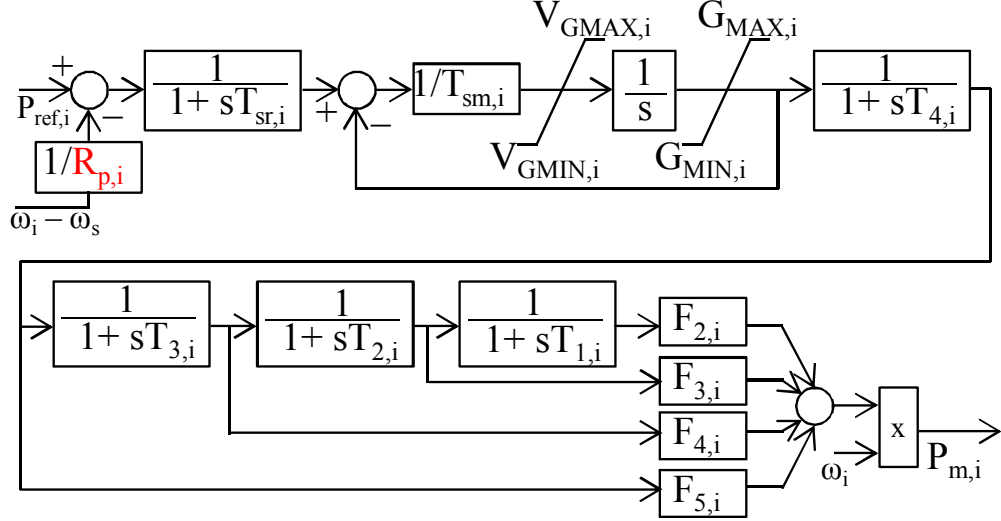 V_GMAX,i G_MAX,i
+ − 1/(1+ sT_sr,i) + − 1/T_sm,i 1/s 1/(1+ sT_4,i)
P_ref,i
1/R_p,i
V_GMIN,i G_MIN,i
ω_i − ω_s
1/(1+ sT_3,i) 1/(1+ sT_2,i) 1/(1+ sT_1,i) F_2,i
F_3,i
F_4,i
x
ω_i P_m,i
F_5,i